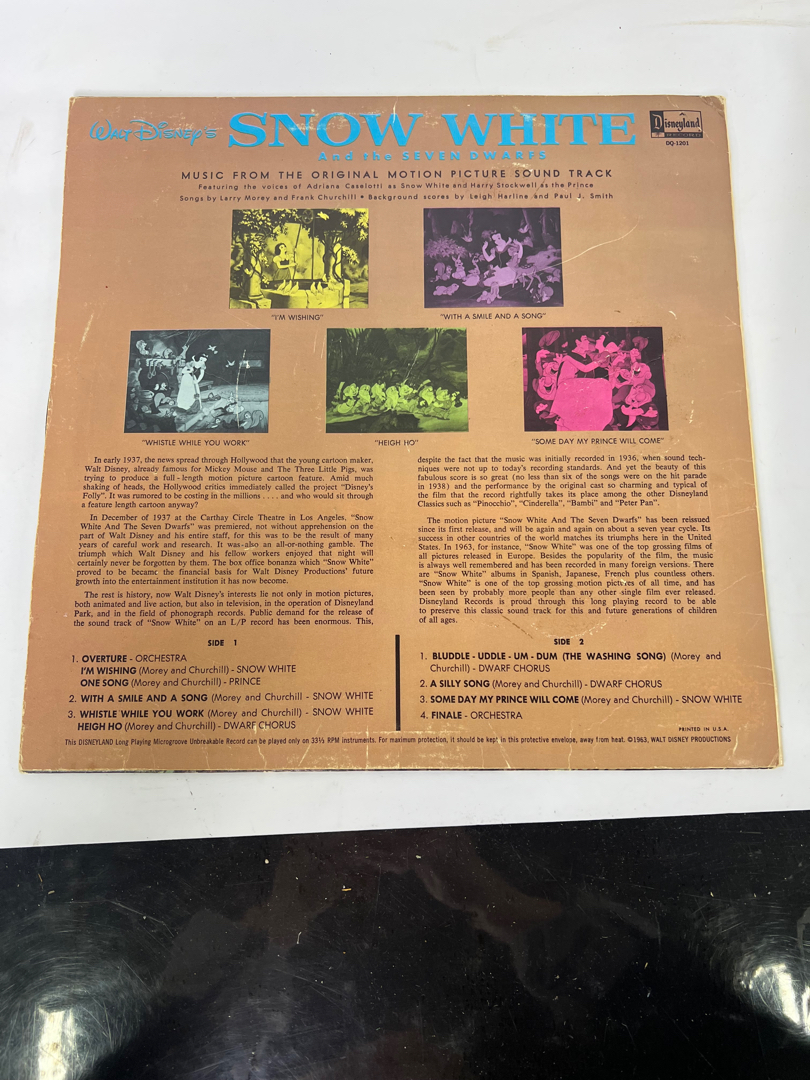 WALT DISNEY'S SNOW WHITE
And the SEVEN DWARFS
Disneyland
RECORDS
DQ-1201
MUSIC FROM THE ORIGINAL MOTION PICTURE SOUND TRACK
Featuring the voices of Adriana Caselotti as Snow White and Harry Stockwell as the Prince
Songs by Larry Morey and Frank Churchill • Background scores by Leigh Harline and Paul J. Smith
"I'M WISHING"
"WITH A SMILE AND A SONG"
"WHISTLE WHILE YOU WORK"
"HEIGH HO"
"SOME DAY MY PRINCE WILL COME"
In early 1937, the news spread through Hollywood that the young cartoon maker,
Walt Disney, already famous for Mickey Mouse and The Three Little Pigs, was
trying to produce a full-length motion picture cartoon feature. Amid much
shaking of heads, the Hollywood critics immediately called the project "Disney's
Folly". It was rumored to be costing in the millions .... and who would sit through
a feature length cartoon anyway?
In December of 1937 at the Carthay Circle Theatre in Los Angeles, "Snow
White And The Seven Dwarfs" was premiered, not without apprehension on the
part of Walt Disney and his entire staff, for this was to be the result of many
years of careful work and research. It was also an all-or-nothing gamble. The
triumph which Walt Disney and his fellow workers enjoyed that night will
certainly never be forgotten by them. The box office bonanza which "Snow White"
proved to be became the financial basis for Walt Disney Productions' future
growth into the entertainment institution it has now become.
The rest is history, now Walt Disney's interests lie not only in motion pictures,
both animated and live action, but also in television, in the operation of Disneyland
Park, and in the field of phonograph records. Public demand for the release of
the sound track of "Snow White" on an L/P record has been enormous. This,
despite the fact that the music was initially recorded in 1936, when sound tech-
niques were not up to today's recording standards. And yet the beauty of this
fabulous score is so great (no less than six of the songs were on the hit parade
in 1938) and the performance by the original cast so charming and typical of
the film that the record rightfully takes its place among the other Disneyland
Classics such as "Pinocchio", "Cinderella", "Bambi" and "Peter Pan".
The motion picture "Snow White And The Seven Dwarfs" has been reissued
since its first release, and will be again and again on about a seven year cycle. Its
success in other countries of the world matches its triumphs here in the United
States. In 1963, for instance, "Snow White" was one of the top grossing films of
all pictures released in Europe. Besides the popularity of the film, the music
is always well remembered and has been recorded in many foreign versions. There
are "Snow White" albums in Spanish, Japanese, French plus countless others.
"Snow White" is one of the top grossing motion pictures of all time, and has
been seen by probably more people than any other single film ever released.
Disneyland Records is proud through this long playing record to be able
to preserve this classic sound track for this and future generations of children
of all ages.
SIDE 1
1. OVERTURE - ORCHESTRA
I'M WISHING (Morey and Churchill) - SNOW WHITE
ONE SONG (Morey and Churchill) - PRINCE
2. WITH A SMILE AND A SONG (Morey and Churchill - SNOW WHITE
3. WHISTLE WHILE YOU WORK (Morey and Churchill) - SNOW WHITE
HEIGH HO (Morey and Churchill) - DWARF CHORUS
SIDE 2
1. BLUDDLE - UDDLE - UM - DUM (THE WASHING SONG) (Morey and
Churchill) - DWARF CHORUS
2. A SILLY SONG (Morey and Churchill) - DWARF CHORUS
3. SOME DAY MY PRINCE WILL COME (Morey and Churchill) - SNOW WHITE
4. FINALE - ORCHESTRA
PRINTED IN U.S.A.
This DISNEYLAND Long Playing Microgroove Unbreakable Record can be played only on 33⅓ RPM instruments. For maximum protection, it should be kept in this protective envelope, away from heat. ©1963, WALT DISNEY PRODUCTIONS